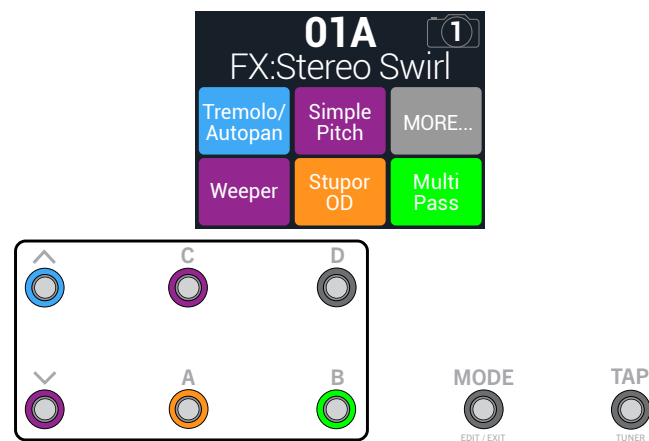 01A
1
FX:Stereo Swirl
Tremolo/
Autopan
Simple
Pitch
MORE...
Weeper
Stupor
OD
Multi
Pass
C
D
A
B
MODE
TAP
EDIT / EXIT
TUNER